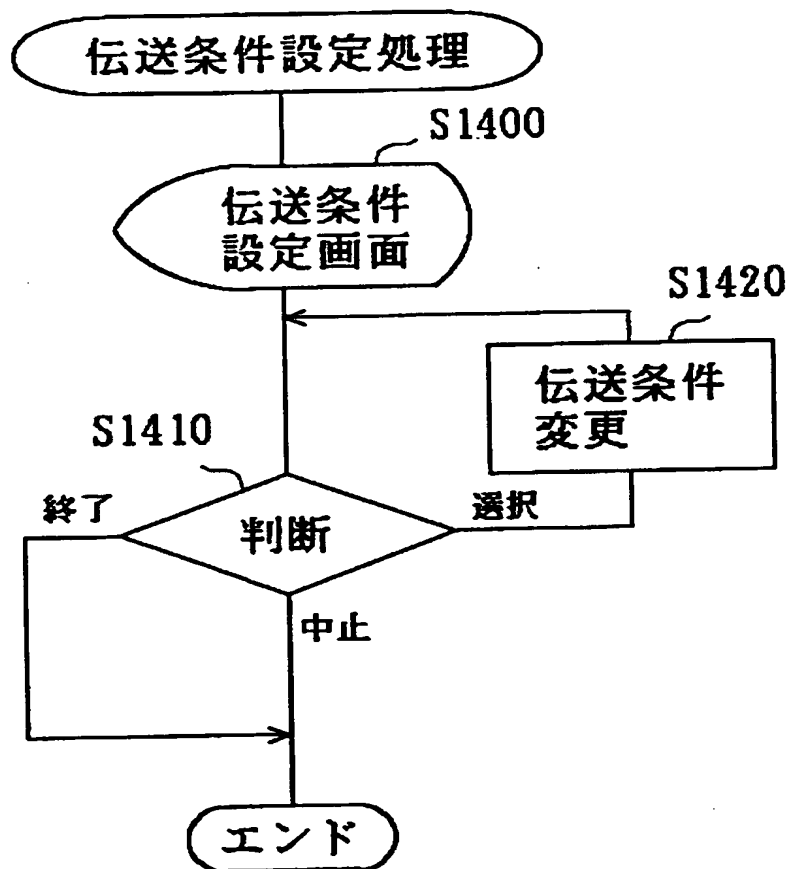 伝送条件設定処理
S1400
伝送条件
設定画面
S1420
伝送条件
変更
S1410
終了
判断
選択
中止
エンド